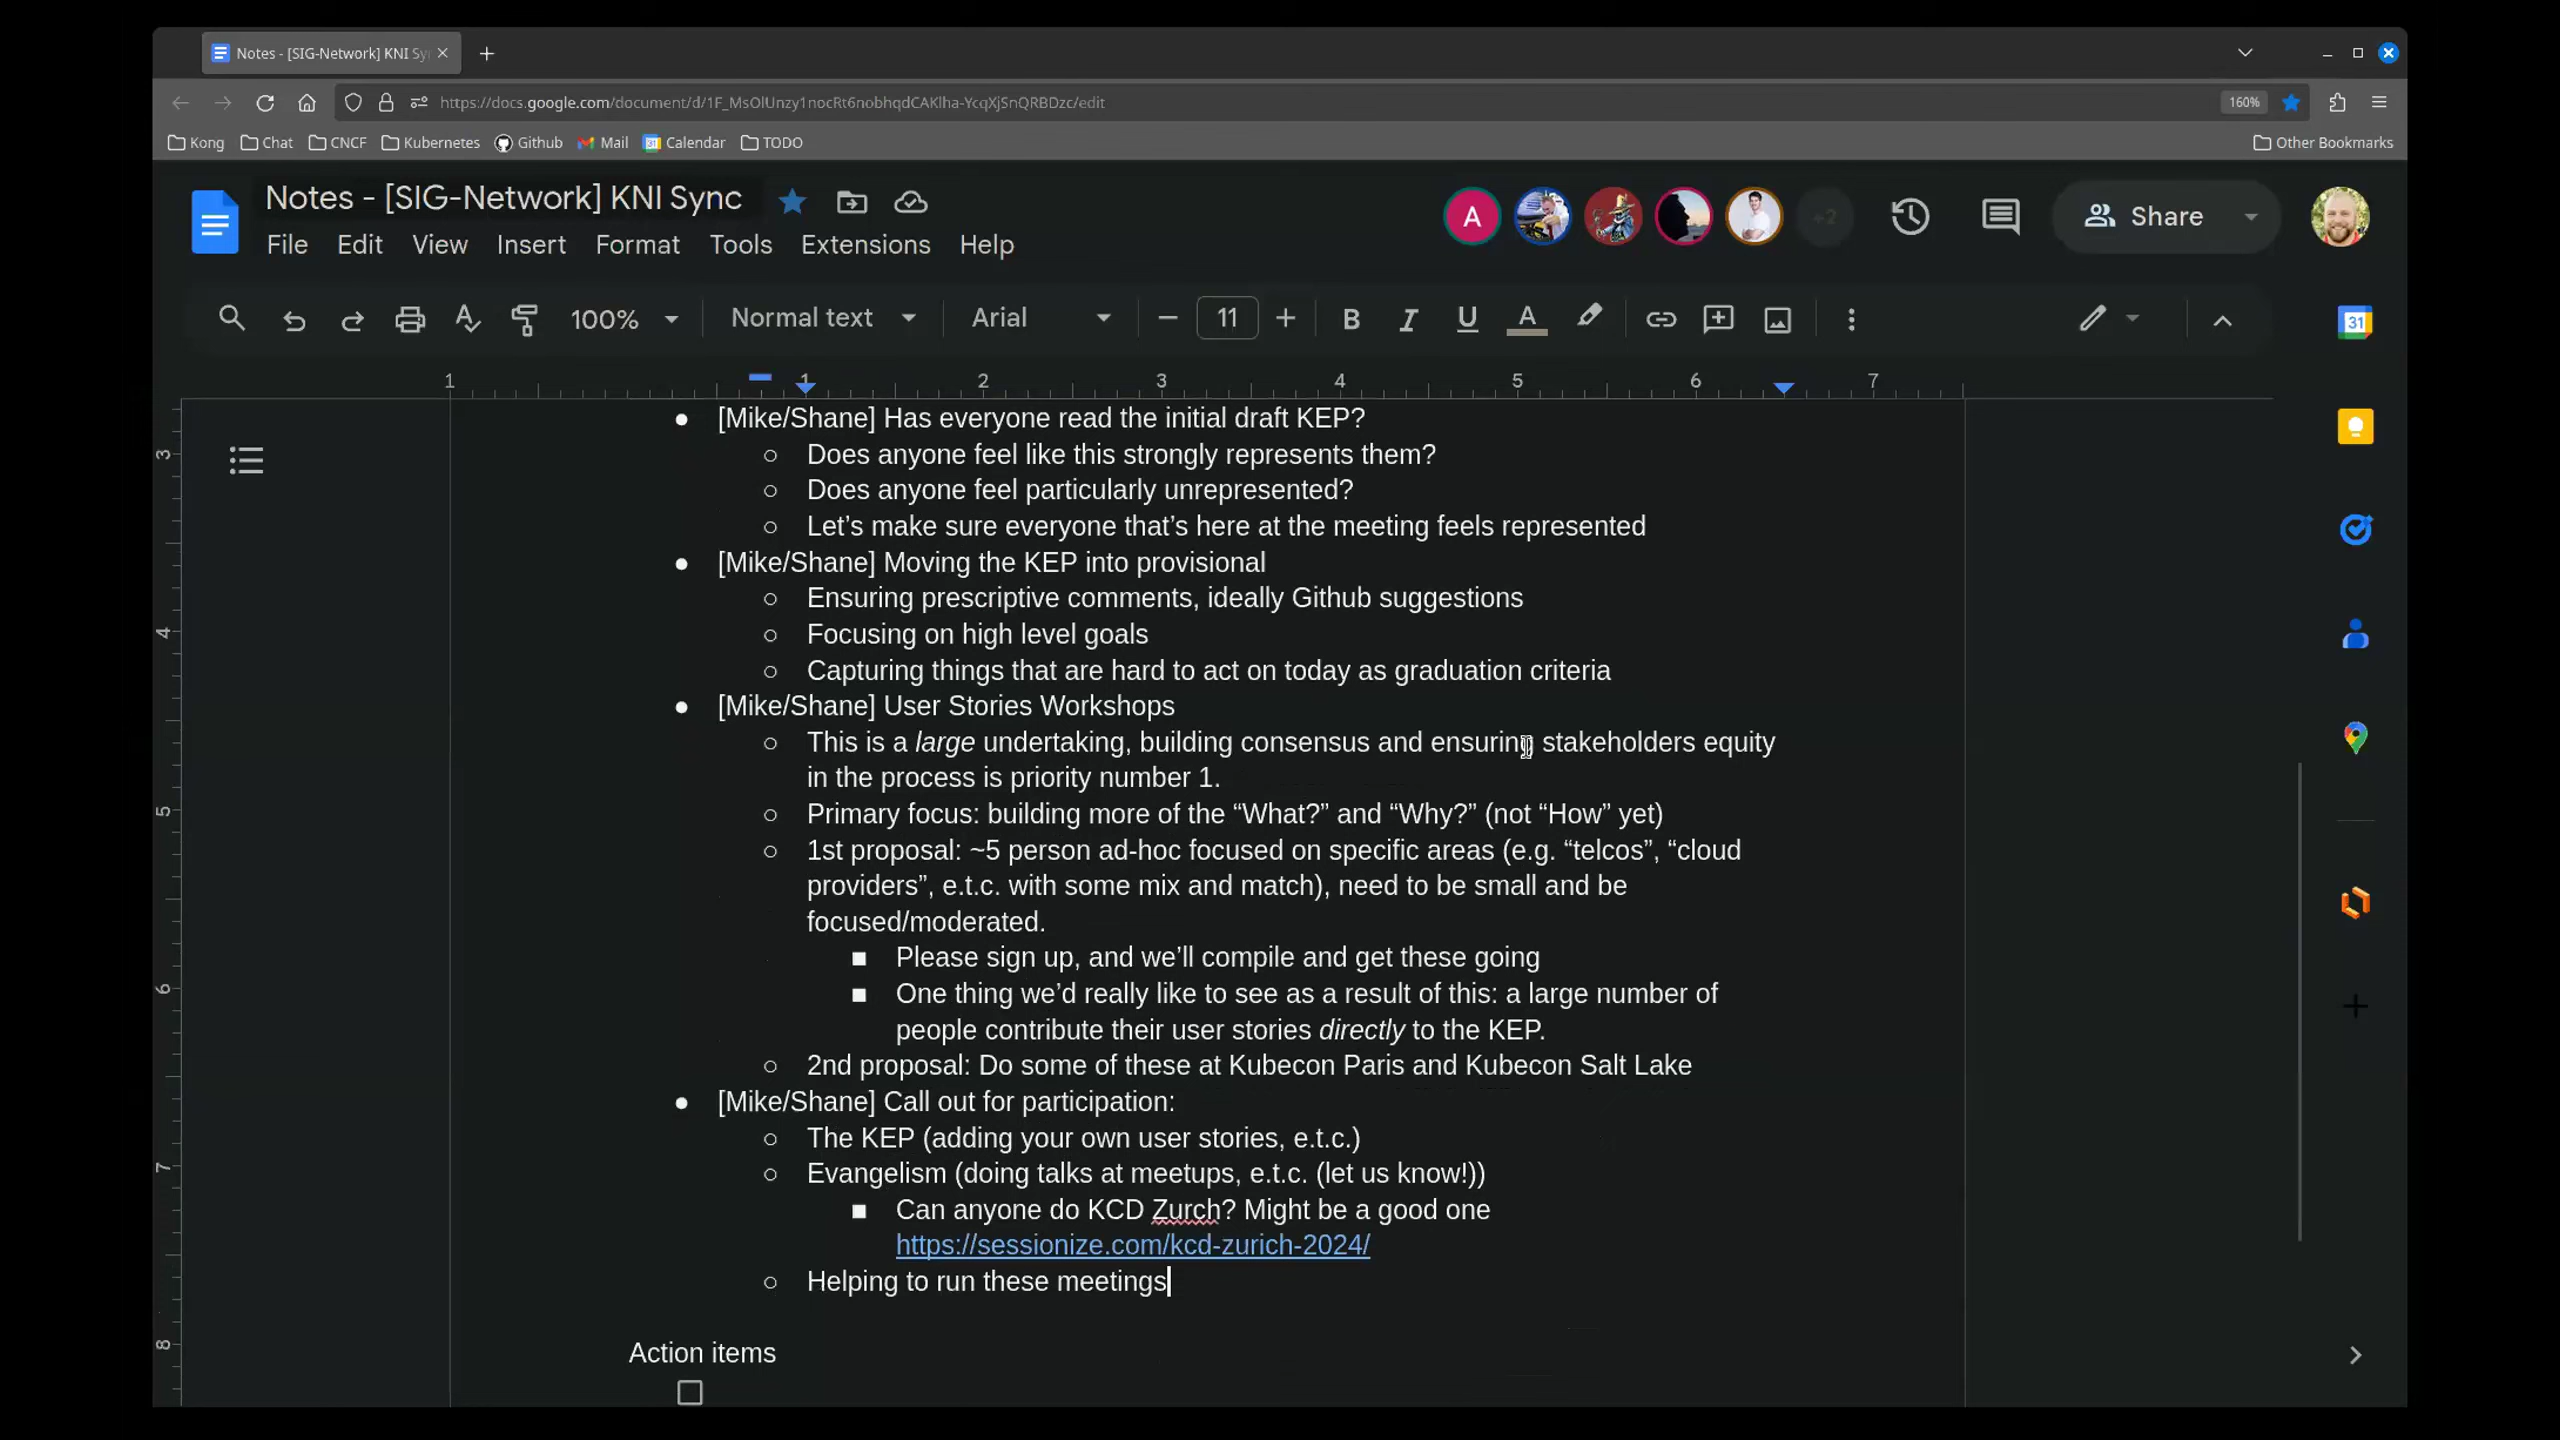 Notes - [SIG-Network] KNI Sy
https://docs.google.com/document/d/1F_MsOlUnzy1nocRt6nobhqdCAKlha-YcqXjSnQRBDzc/edit
160%
Kong Chat CNCF Kubernetes Github Mail 31 Calendar TODO Other Bookmarks
Notes - [SIG-Network] KNI Sync
A +2 Share
File Edit View Insert Format Tools Extensions Help
100% Normal text Arial 11 B I U A 31
1 1 2 3 4 5 6 7
[Mike/Shane] Has everyone read the initial draft KEP?
3 Does anyone feel like this strongly represents them?
Does anyone feel particularly unrepresented?
Let’s make sure everyone that’s here at the meeting feels represented
[Mike/Shane] Moving the KEP into provisional
Ensuring prescriptive comments, ideally Github suggestions
4 Focusing on high level goals
Capturing things that are hard to act on today as graduation criteria
[Mike/Shane] User Stories Workshops
This is a large undertaking, building consensus and ensuring stakeholders equity
in the process is priority number 1.
5 Primary focus: building more of the “What?” and “Why?” (not “How” yet)
1st proposal: ~5 person ad-hoc focused on specific areas (e.g. “telcos”, “cloud
providers”, e.t.c. with some mix and match), need to be small and be
focused/moderated.
Please sign up, and we’ll compile and get these going
6 One thing we’d really like to see as a result of this: a large number of
people contribute their user stories directly to the KEP.
2nd proposal: Do some of these at Kubecon Paris and Kubecon Salt Lake
[Mike/Shane] Call out for participation:
The KEP (adding your own user stories, e.t.c.)
7 Evangelism (doing talks at meetups, e.t.c. (let us know!))
Can anyone do KCD Zurch? Might be a good one
https://sessionize.com/kcd-zurich-2024/
Helping to run these meetings
8 Action items